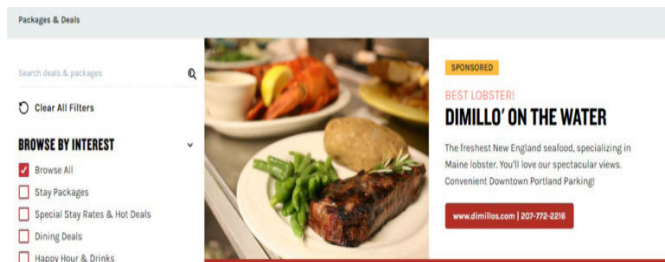 Packages & Deals
Search deals & packages
Clear All Filters
BROWSE BY INTEREST
Browse All
Stay Packages
Special Stay Rates & Hot Deals
Dining Deals
Happy Hour & Drinks
SPONSORED
BEST LOBSTER!
DIMILLO' ON THE WATER
The freshest New England seafood, specializing in
Maine lobster. You'll love our spectacular views.
Convenient Downtown Portland Parking!
www.dimillos.com | 207-772-2216